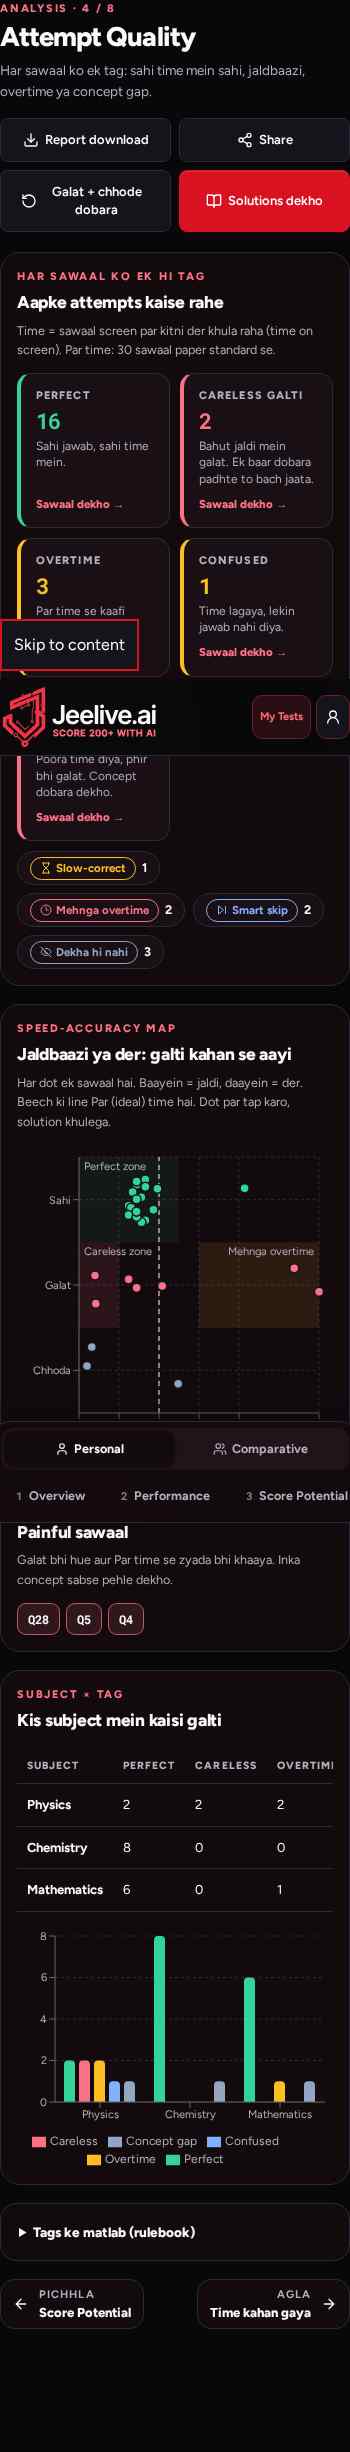 ANALYSIS · 4 / 8
Attempt Quality
Har sawaal ko ek tag: sahi time mein sahi, jaldbaazi,
overtime ya concept gap.
Report download
Share
Galat + chhode
dobara
Solutions dekho
HAR SAWAAL KO EK HI TAG
Aapke attempts kaise rahe
Time = sawaal screen par kitni der khula raha (time on
screen). Par time: 30 sawaal paper standard se.
PERFECT
16
Sahi jawab, sahi time
mein.
Sawaal dekho →
CARELESS GALTI
2
Bahut jaldi mein
galat. Ek baar dobara
padhte to bach jaata.
Sawaal dekho →
OVERTIME
3
Par time se kaafi
CONFUSED
1
Time lagaya, lekin
jawab nahi diya.
Sawaal dekho →
Skip to content
Jeelive.ai
SCORE 200+ WITH AI
My Tests
Poora time diya, phir
bhi galat. Concept
dobara dekho.
Sawaal dekho →
Slow-correct 1
Mehnga overtime 2
Smart skip 2
Dekha hi nahi 3
SPEED-ACCURACY MAP
Jaldbaazi ya der: galti kahan se aayi
Har dot ek sawaal hai. Baayein = jaldi, daayein = der.
Beech ki line Par (ideal) time hai. Dot par tap karo,
solution khulega.
Perfect zone
Sahi
Careless zone
Mehnga overtime
Galat
Chhoda
Personal
Comparative
1 Overview
2 Performance
3 Score Potential
Painful sawaal
Galat bhi hue aur Par time se zyada bhi khaaya. Inka
concept sabse pehle dekho.
Q28 Q5 Q4
SUBJECT × TAG
Kis subject mein kaisi galti
SUBJECT PERFECT CARELESS OVERTIM
Physics 2 2 2
Chemistry 8 0 0
Mathematics 6 0 1
8
6
4
2
0
Physics Chemistry Mathematics
Careless Concept gap Confused
Overtime Perfect
Tags ke matlab (rulebook)
PICHHLA
Score Potential
AGLA
Time kahan gaya